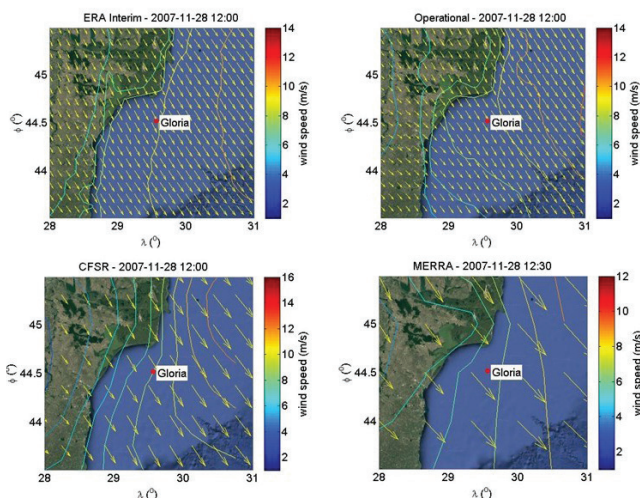 ERA Interim - 2007-11-28 12:00
45
44.5
44
φ (°)
28 29 30 31
λ (°)
Gloria
14
12
10
8
6
4
2
wind speed (m/s)
Operational - 2007-11-28 12:00
45
44.5
44
φ (°)
28 29 30 31
λ (°)
Gloria
14
12
10
8
6
4
2
wind speed (m/s)
CFSR - 2007-11-28 12:00
45
44.5
44
φ (°)
28 29 30 31
λ (°)
Gloria
16
14
12
10
8
6
4
2
wind speed (m/s)
MERRA - 2007-11-28 12:30
45
44.5
44
φ (°)
28 29 30 31
λ (°)
Gloria
12
10
8
6
4
2
wind speed (m/s)